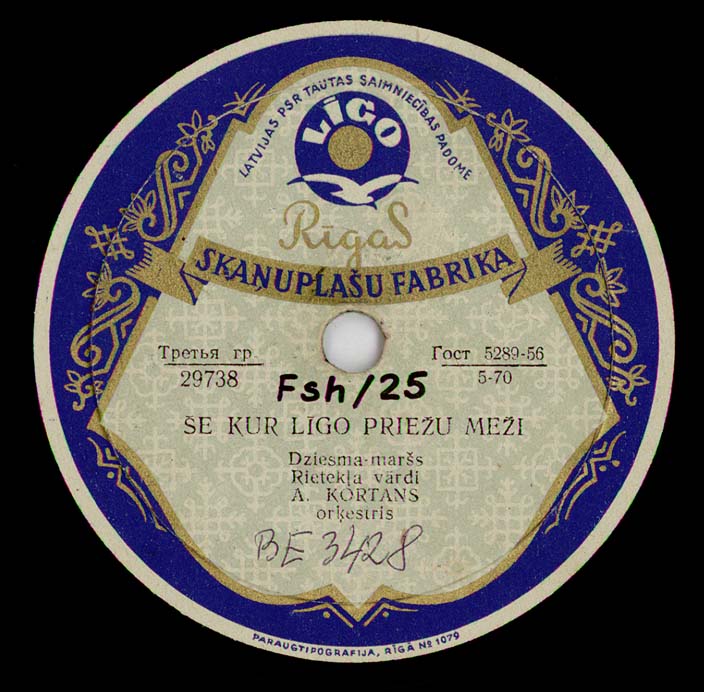 LATVIJAS PSR TAUTAS SAIMNIECĪBAS PADOME
LĪGO
Rīgas
SKAŅUPLAŠU FABRIKA
Третья гр.
29738
Гост 5289-56
5-70
Fsh/25
ŠE KUR LĪGO PRIEŽU MEŽI
Dziesma-maršs
Rietekļa vārdi
A. KORTANS
orķestris
BE 3428
PARAUGTIPOGRAFIJA, RĪGĀ № 1079